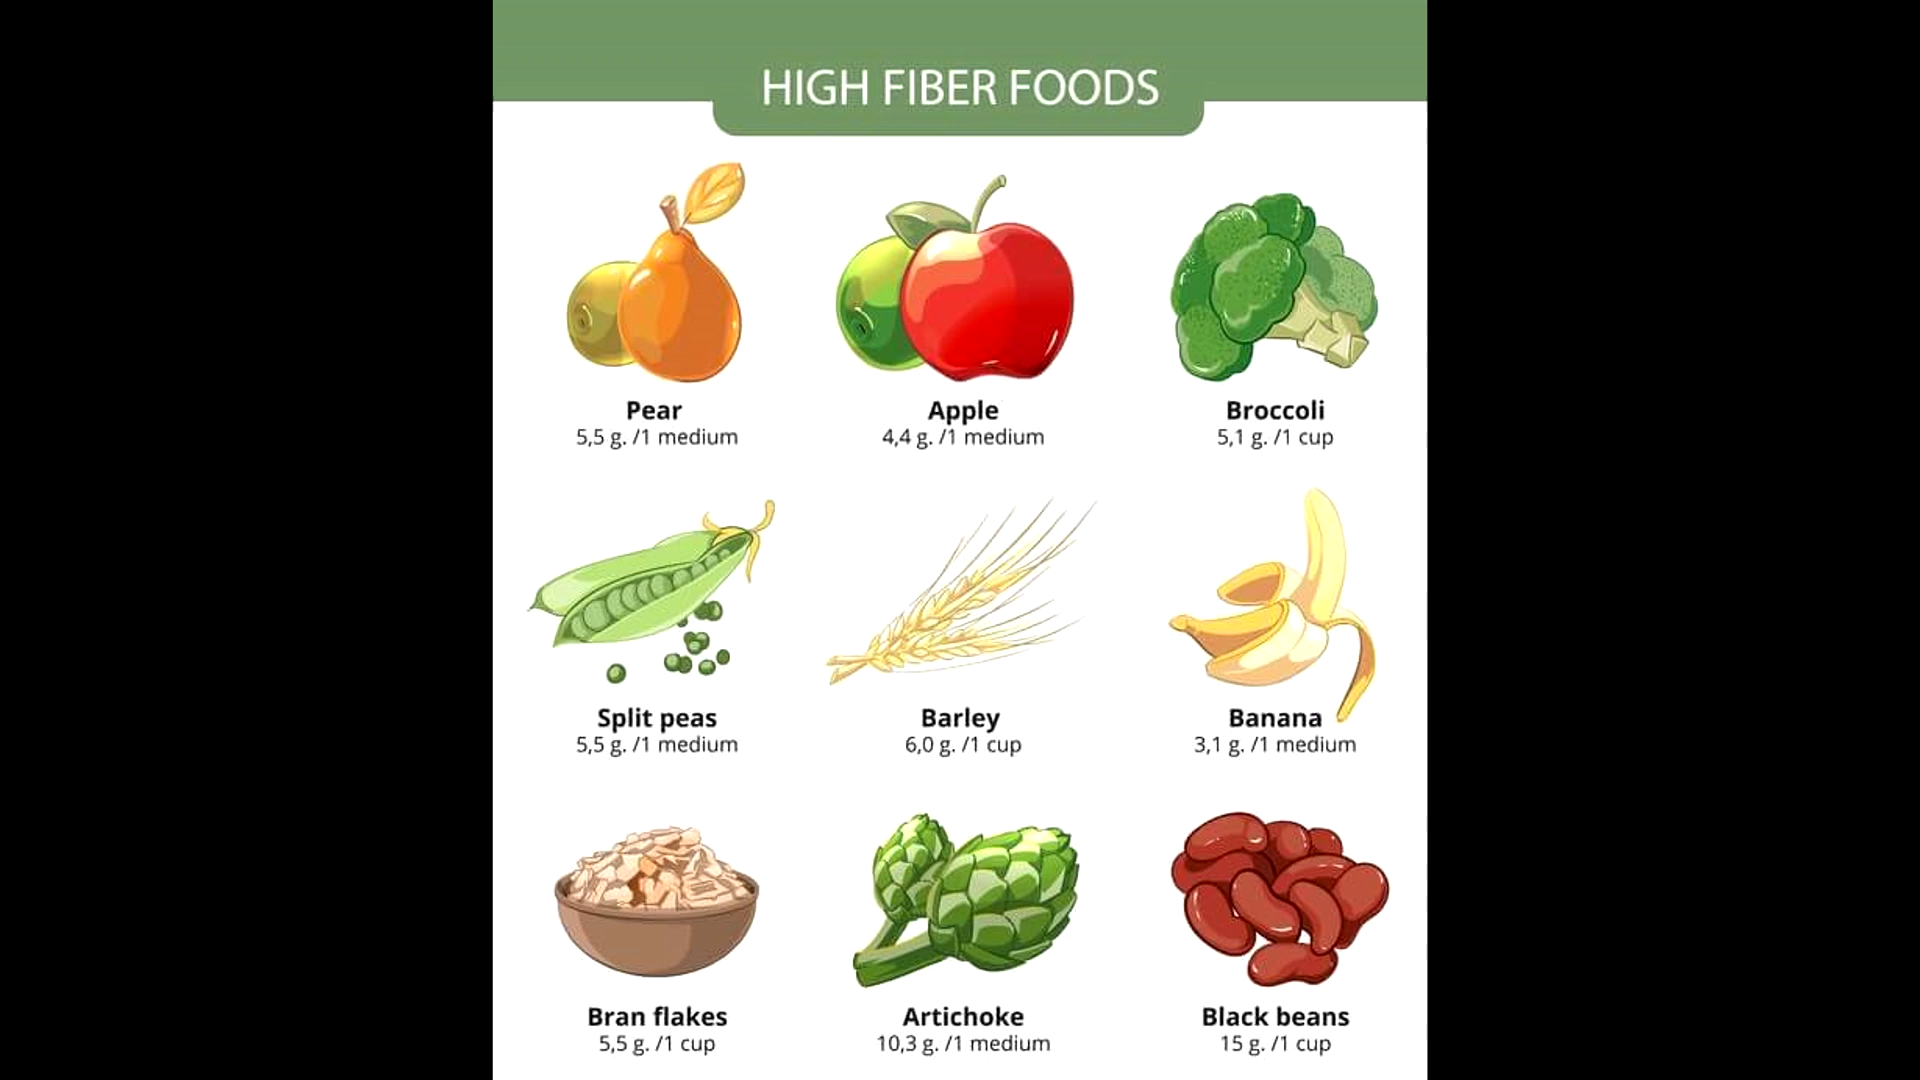 HIGH FIBER FOODS
Pear
5,5 g. /1 medium
Apple
4,4 g. /1 medium
Broccoli
5,1 g. /1 cup
Split peas
5,5 g. /1 medium
Barley
6,0 g. /1 cup
Banana
3,1 g. /1 medium
Bran flakes
5,5 g. /1 cup
Artichoke
10,3 g. /1 medium
Black beans
15 g. /1 cup